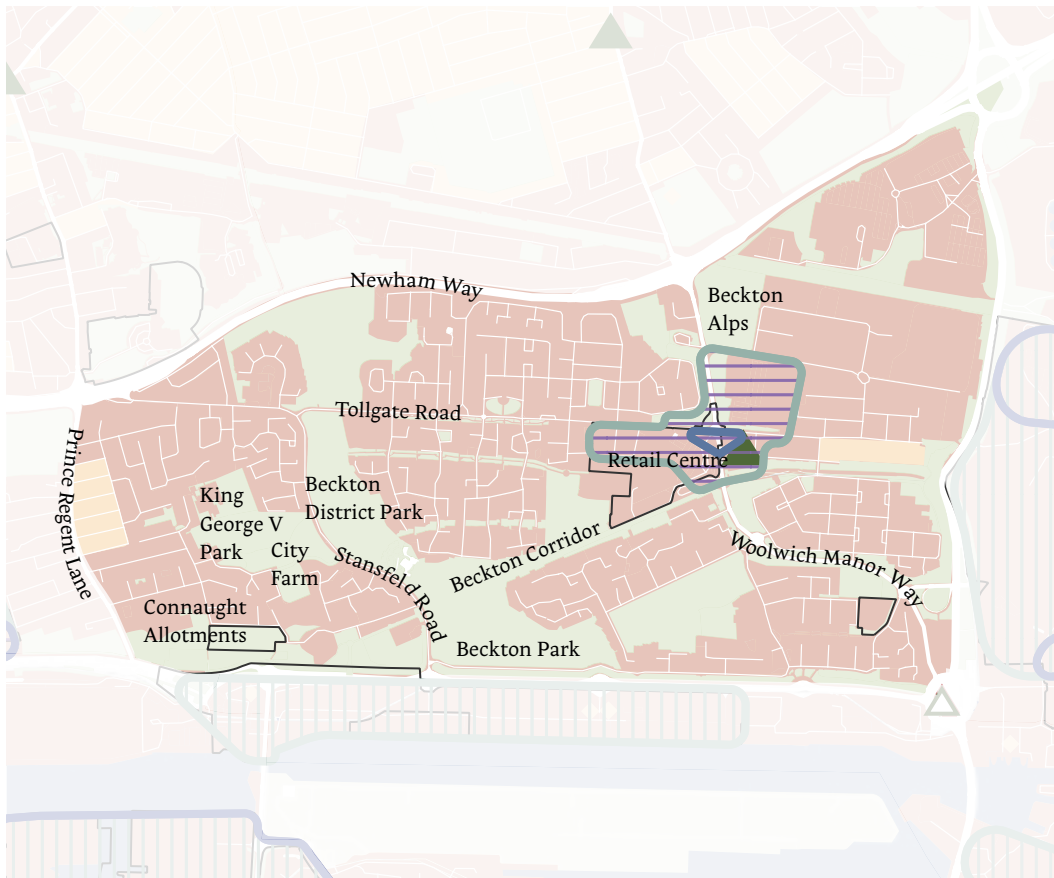 Newham Way
Beckton
Alps
Tollgate Road
Prince Regent Lane
Retail Centre
King
George V
Park
Beckton
District Park
City
Farm
Stansfeld Road
Beckton Corridor
Woolwich Manor Way
Connaught
Allotments
Beckton Park